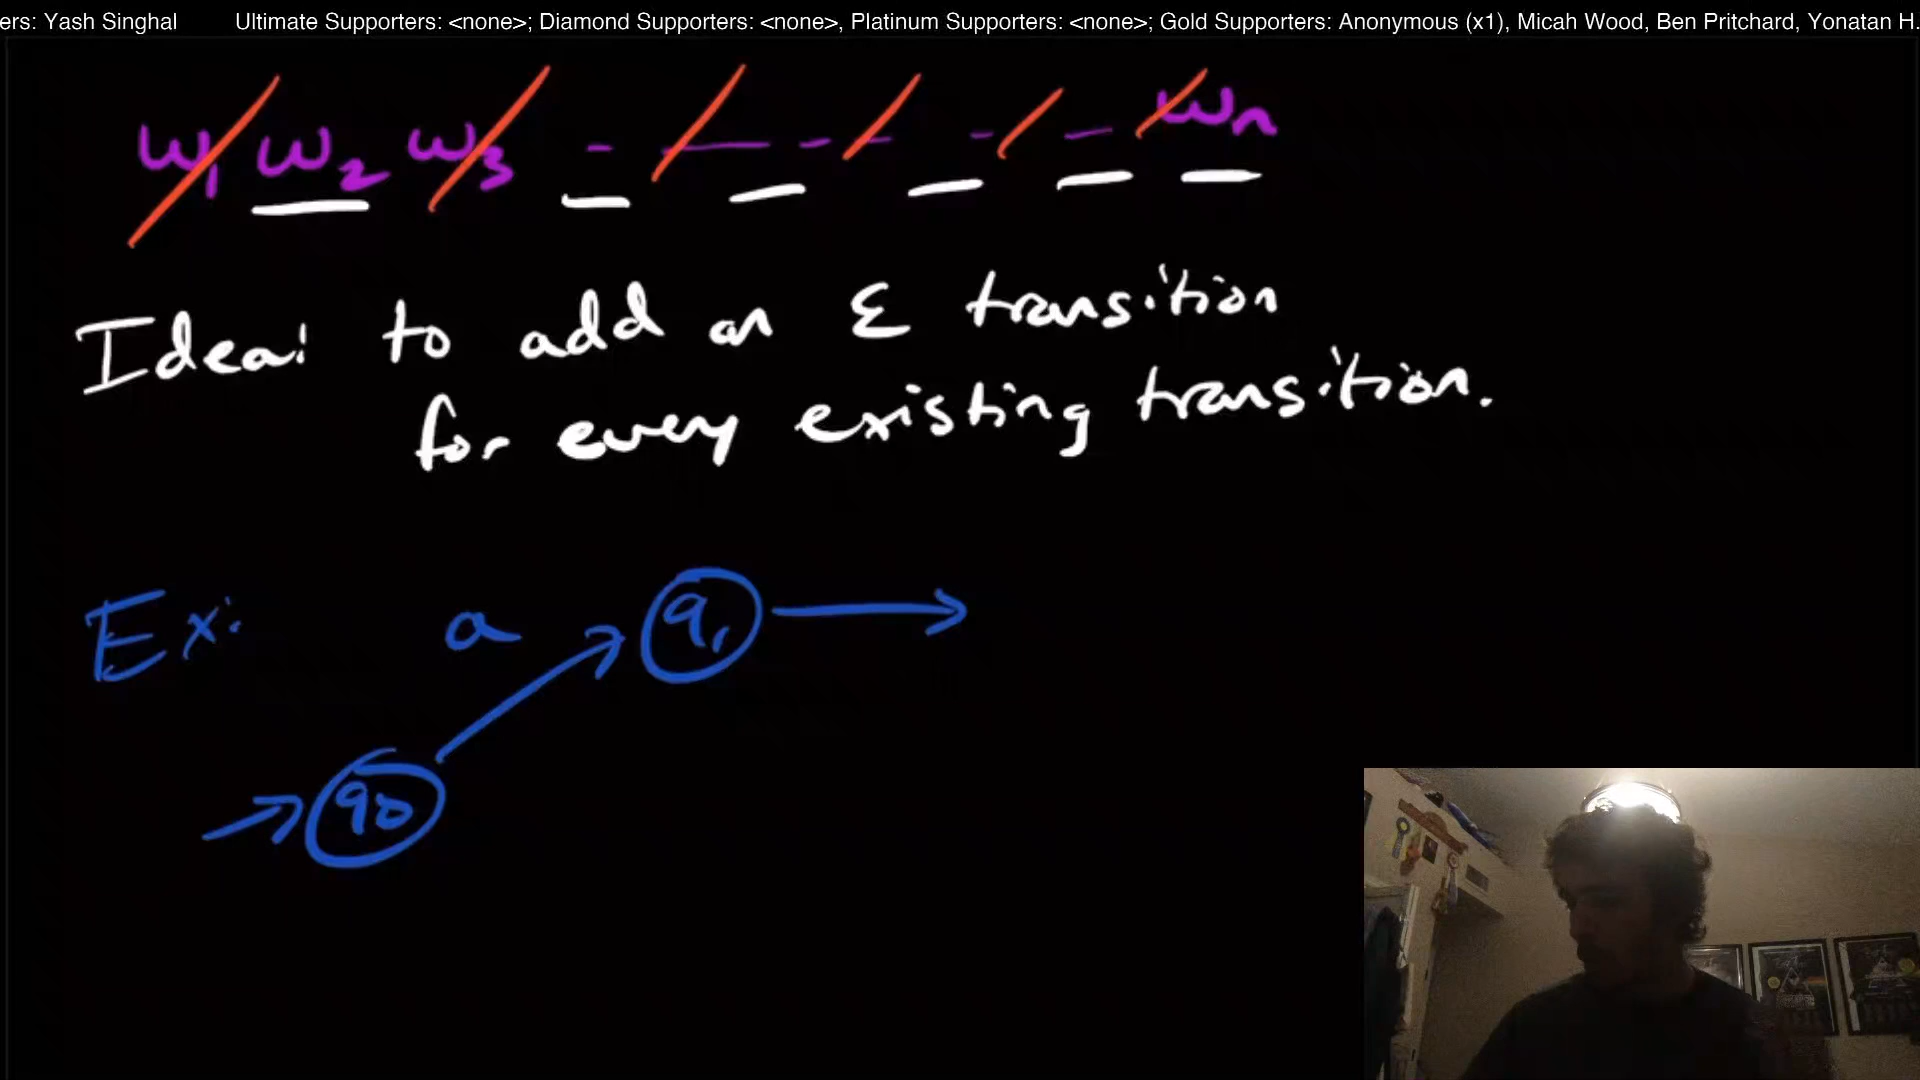 ers: Yash Singhal Ultimate Supporters: <none>; Diamond Supporters: <none>, Platinum Supporters: <none>; Gold Supporters: Anonymous (x1), Micah Wood, Ben Pritchard, Yonatan H.
w₁ w₂ w₃ - — - - - - wₙ
Idea: to add an ε transition
for every existing transition.
Ex: a q₁
q₀